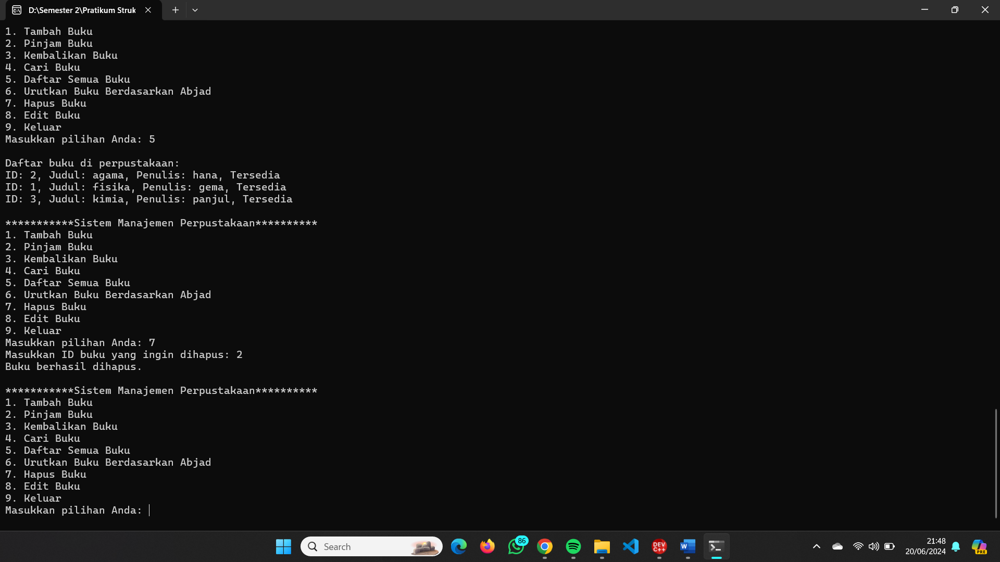 D:\Semester 2\Pratikum Struk
1. Tambah Buku
2. Pinjam Buku
3. Kembalikan Buku
4. Cari Buku
5. Daftar Semua Buku
6. Urutkan Buku Berdasarkan Abjad
7. Hapus Buku
8. Edit Buku
9. Keluar
Masukkan pilihan Anda: 5
Daftar buku di perpustakaan:
ID: 2, Judul: agama, Penulis: hana, Tersedia
ID: 1, Judul: fisika, Penulis: gema, Tersedia
ID: 3, Judul: kimia, Penulis: panjul, Tersedia
***********Sistem Manajemen Perpustakaan**********
1. Tambah Buku
2. Pinjam Buku
3. Kembalikan Buku
4. Cari Buku
5. Daftar Semua Buku
6. Urutkan Buku Berdasarkan Abjad
7. Hapus Buku
8. Edit Buku
9. Keluar
Masukkan pilihan Anda: 7
Masukkan ID buku yang ingin dihapus: 2
Buku berhasil dihapus.
***********Sistem Manajemen Perpustakaan**********
1. Tambah Buku
2. Pinjam Buku
3. Kembalikan Buku
4. Cari Buku
5. Daftar Semua Buku
6. Urutkan Buku Berdasarkan Abjad
7. Hapus Buku
8. Edit Buku
9. Keluar
Masukkan pilihan Anda:
Search
86
DEV C++
W
PRE
21:48
20/06/2024